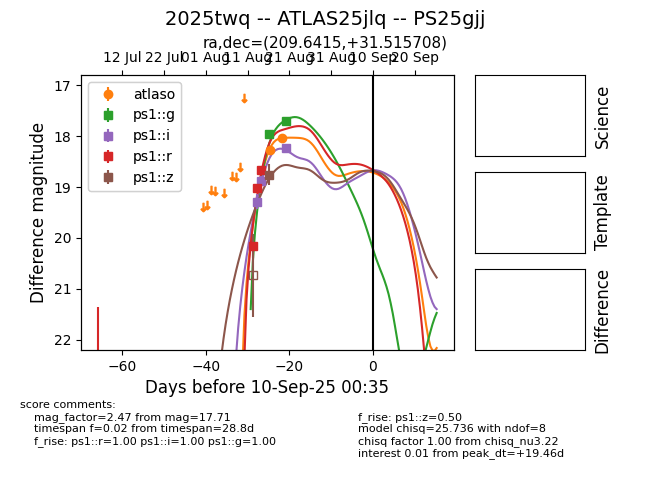 2025twq -- ATLAS25jlq -- PS25gjj
ra,dec=(209.6415,+31.515708)
12 Jul 22 Jul 01 Aug 11 Aug 21 Aug 31 Aug 10 Sep 20 Sep
atlaso
ps1::g
ps1::i
ps1::r
ps1::z
17
18
19
20
21
22
Difference magnitude
−60 −40 −20 0
Days before 10-Sep-25 00:35
Science
Template
Difference
score comments:
mag_factor=2.47 from mag=17.71
timespan f=0.02 from timespan=28.8d
f_rise: ps1::r=1.00 ps1::i=1.00 ps1::g=1.00
f_rise: ps1::z=0.50
model chisq=25.736 with ndof=8
chisq factor 1.00 from chisq_nu3.22
interest 0.01 from peak_dt=+19.46d